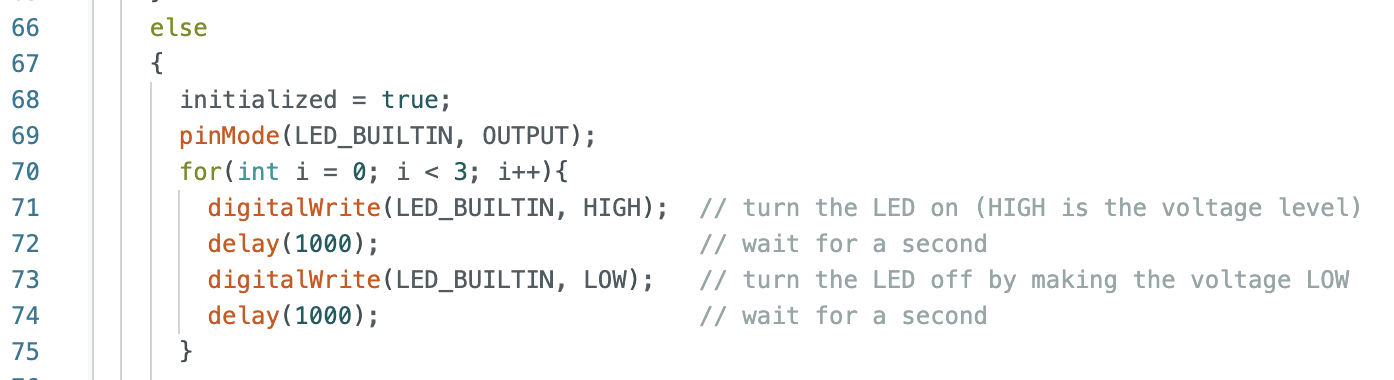 66 else
67 {
68 initialized = true;
69 pinMode(LED_BUILTIN, OUTPUT);
70 for(int i = 0; i < 3; i++){
71 digitalWrite(LED_BUILTIN, HIGH);  // turn the LED on (HIGH is the voltage level)
72 delay(1000);                      // wait for a second
73 digitalWrite(LED_BUILTIN, LOW);   // turn the LED off by making the voltage LOW
74 delay(1000);                      // wait for a second
75 }